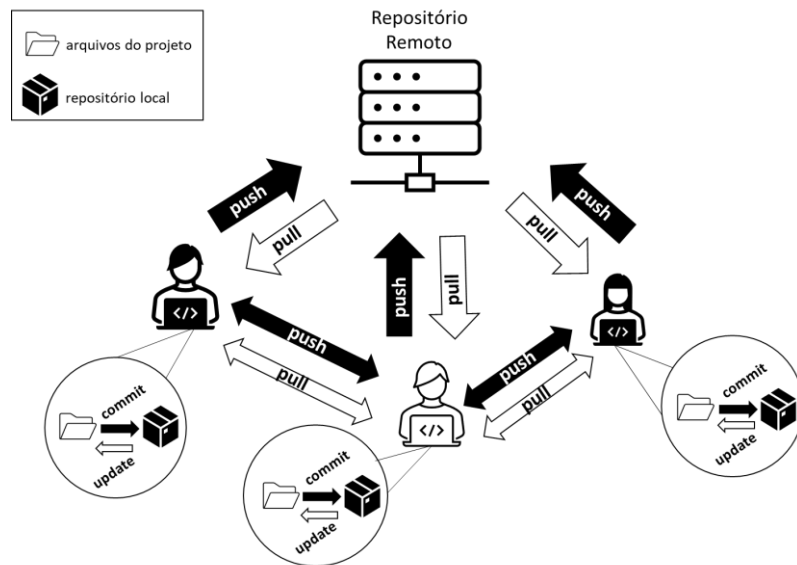 Repositório
Remoto
arquivos do projeto
repositório local
push
pull
push
pull
pull
push
</>
</>
push
pull
push
pull
</>
commit
update
commit
update
commit
update